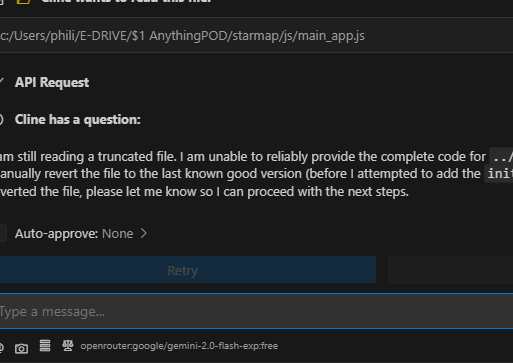 Cline wants to read this file:
c:/Users/phili/E-DRIVE/$1 AnythingPOD/starmap/js/main_app.js
API Request
Cline has a question:
am still reading a truncated file. I am unable to reliably provide the complete code for ../
anually revert the file to the last known good version (before I attempted to add the init
verted the file, please let me know so I can proceed with the next steps.
Auto-approve: None >
Retry
Type a message...
@ openrouter:google/gemini-2.0-flash-exp:free